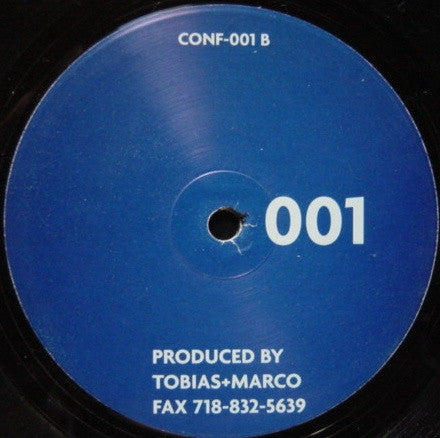 CONF-001 B
001
PRODUCED BY
TOBIAS+MARCO
FAX 718-832-5639